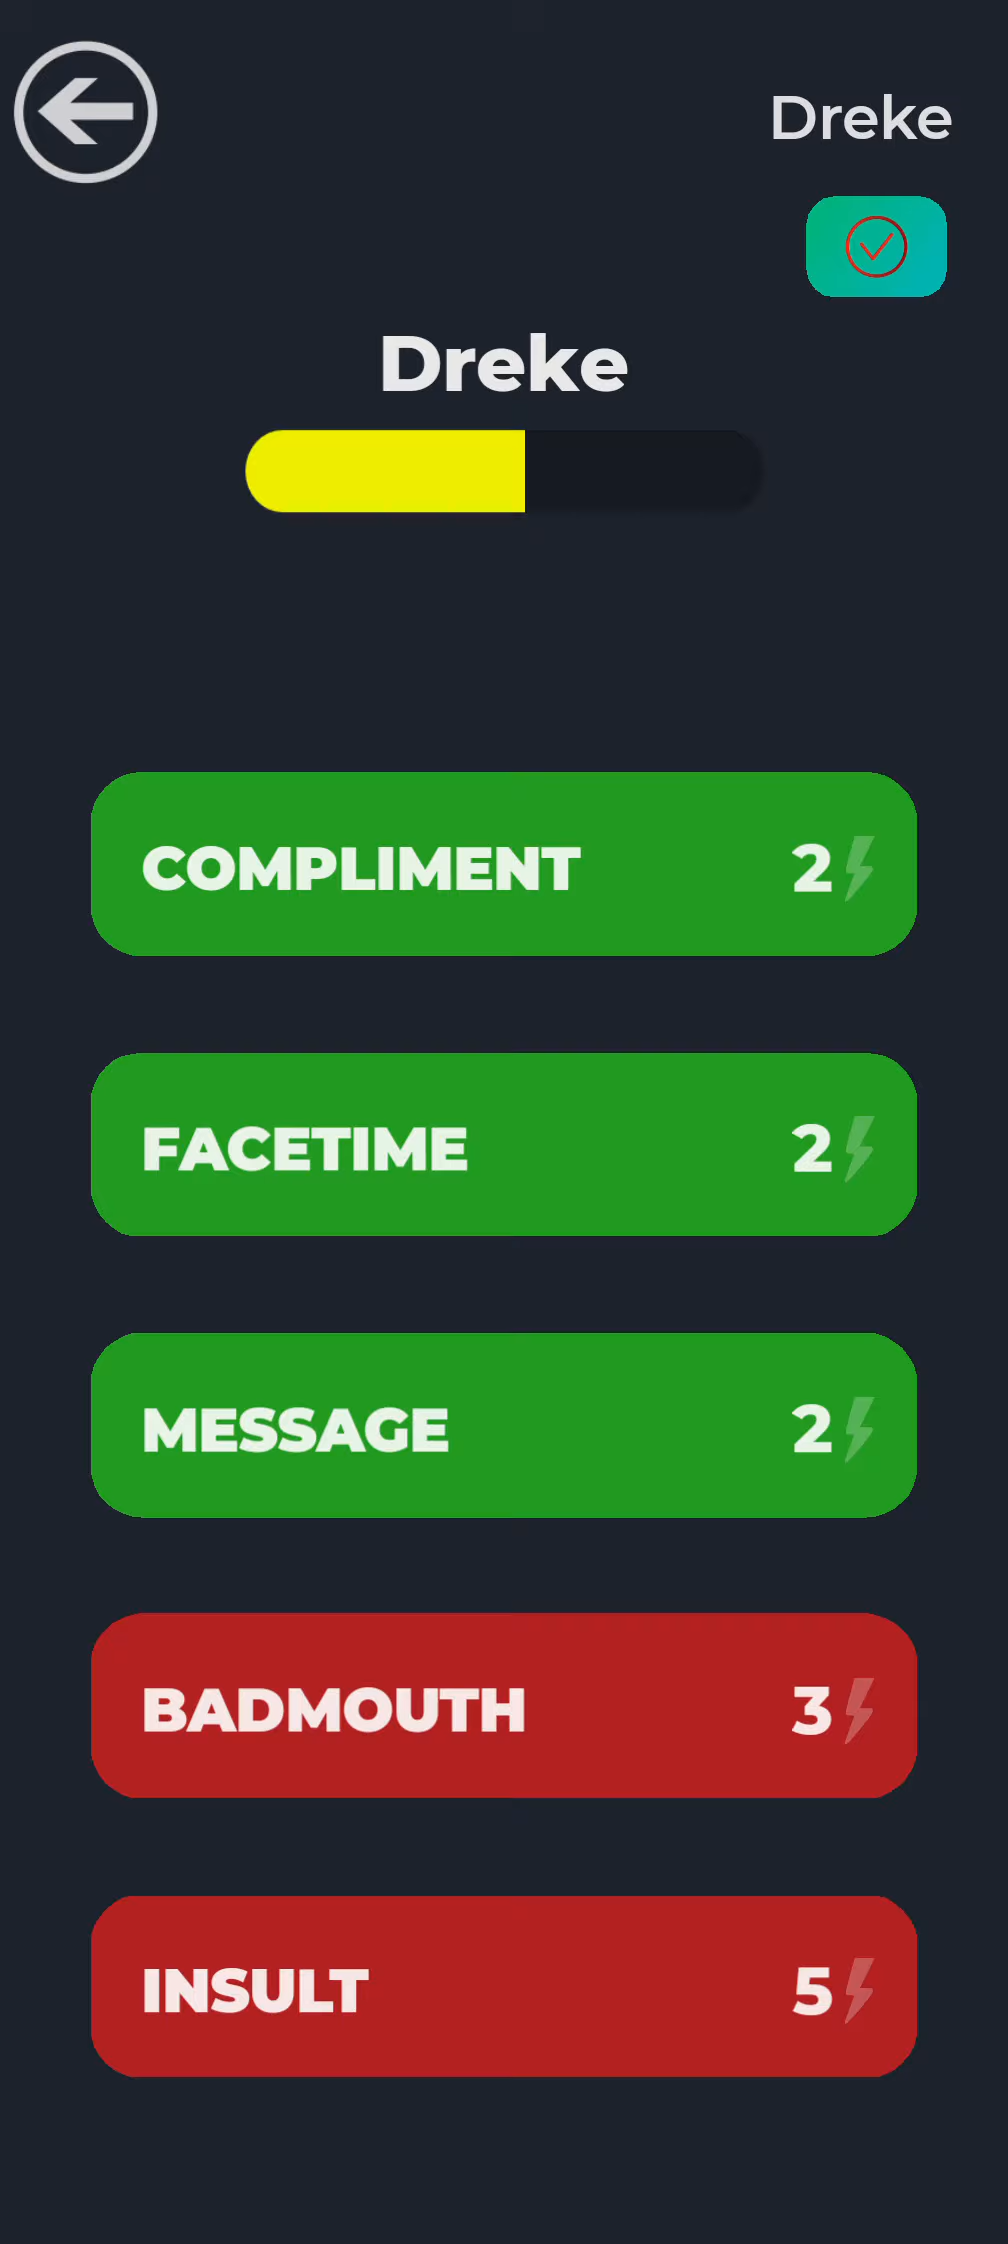 Dreke
Dreke
COMPLIMENT 2
FACETIME 2
MESSAGE 2
BADMOUTH 3
INSULT 5